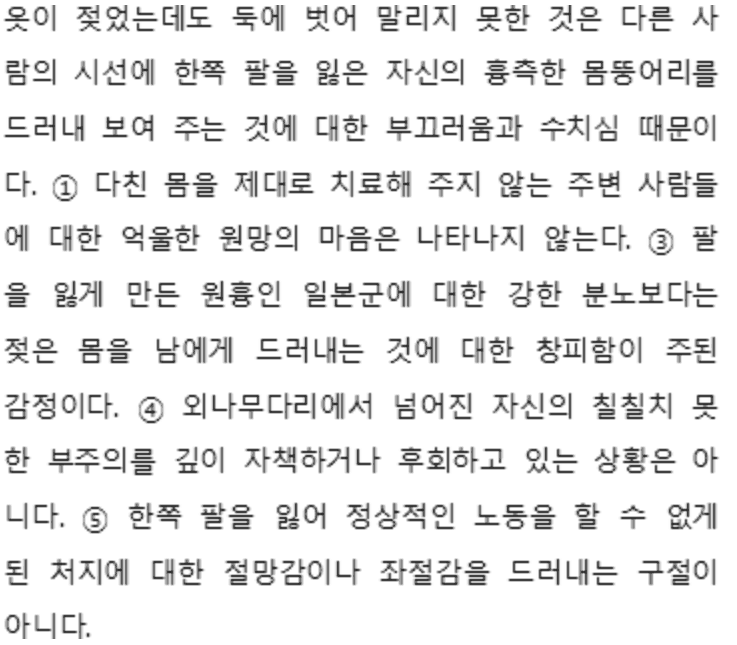 옷이 젖었는데도 둑에 벗어 말리지 못한 것은 다른 사
람의 시선에 한쪽 팔을 잃은 자신의 흉측한 몸뚱어리를
드러내 보여 주는 것에 대한 부끄러움과 수치심 때문이
다. ① 다친 몸을 제대로 치료해 주지 않는 주변 사람들
에 대한 억울한 원망의 마음은 나타나지 않는다. ③ 팔
을 잃게 만든 원흉인 일본군에 대한 강한 분노보다는
젖은 몸을 남에게 드러내는 것에 대한 창피함이 주된
감정이다. ④ 외나무다리에서 넘어진 자신의 칠칠치 못
한 부주의를 깊이 자책하거나 후회하고 있는 상황은 아
니다. ⑤ 한쪽 팔을 잃어 정상적인 노동을 할 수 없게
된 처지에 대한 절망감이나 좌절감을 드러내는 구절이
아니다.